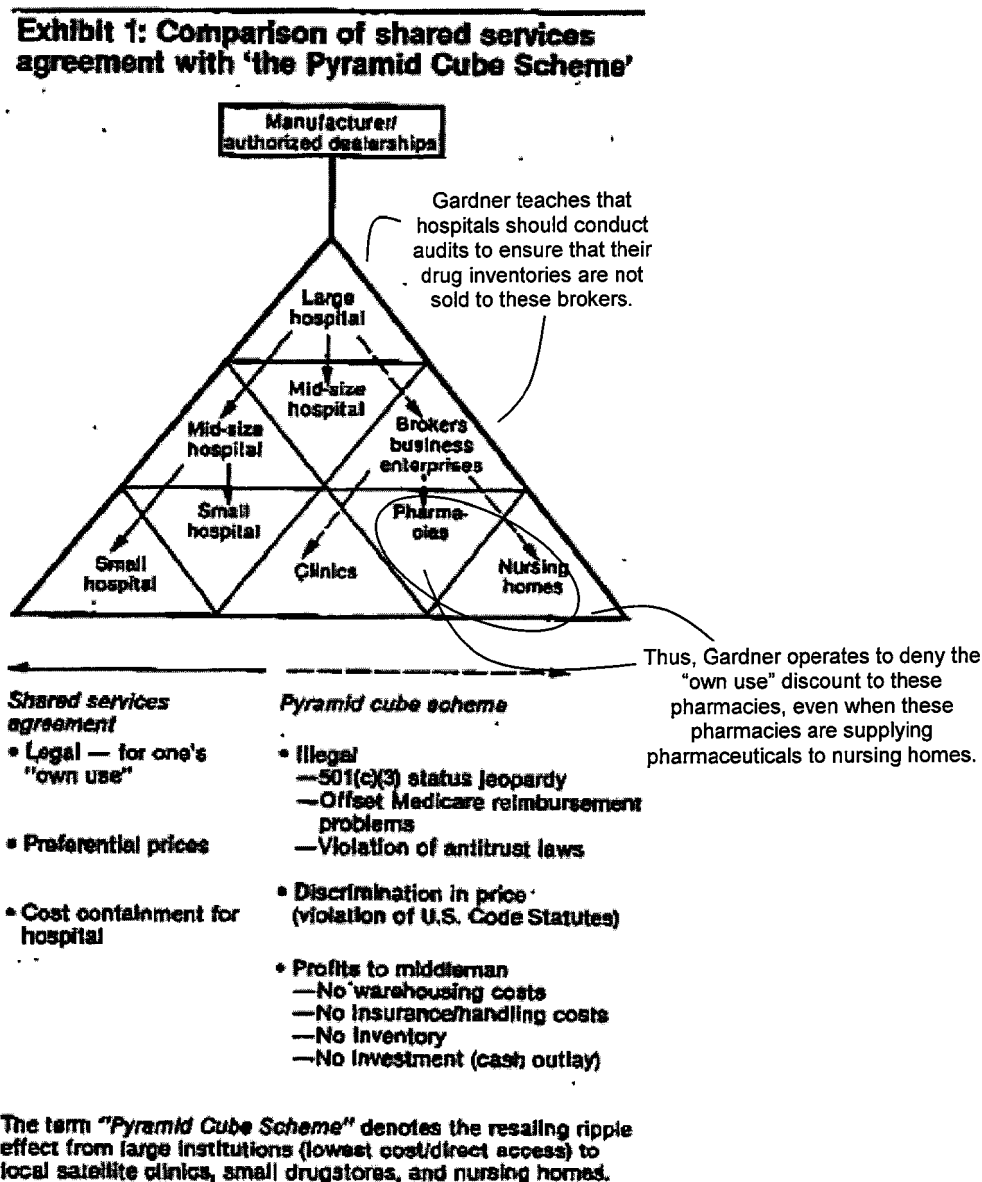 Exhibit 1: Comparison of shared services
agreement with 'the Pyramid Cube Scheme'
Manufacturer/
authorized dealerships
Gardner teaches that
hospitals should conduct
audits to ensure that their
drug inventories are not
sold to these brokers.
Large
hospital
Mid-size
hospital
Mid-size
hospital
Brokers
business
enterprises
Small
hospital
Pharma-
cies
Small
hospital
Clinics
Nursing
homes
Thus, Gardner operates to deny the
“own use” discount to these
pharmacies, even when these
pharmacies are supplying
pharmaceuticals to nursing homes.
Shared services
agreement
• Legal — for one's
"own use"
• Preferential prices
• Cost containment for
hospital
Pyramid cube scheme
• Illegal
—501(c)(3) status jeopardy
—Offset Medicare reimbursement
problems
—Violation of antitrust laws
• Discrimination in price
(violation of U.S. Code Statutes)
• Profits to middleman
—No warehousing costs
—No insurance/handling costs
—No inventory
—No investment (cash outlay)
The term "Pyramid Cube Scheme" denotes the resaling ripple
effect from large institutions (lowest cost/direct access) to
local satellite clinics, small drugstores, and nursing homes.